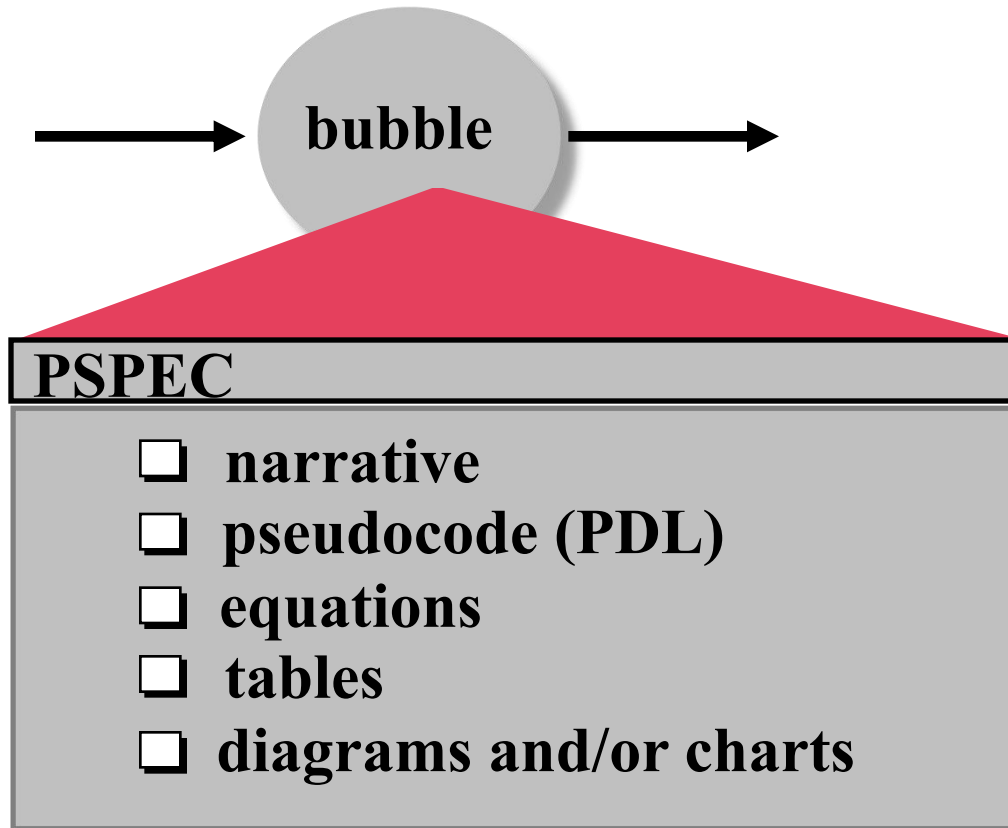 bubble
PSPEC
narrative
pseudocode (PDL)
equations
tables
diagrams and/or charts